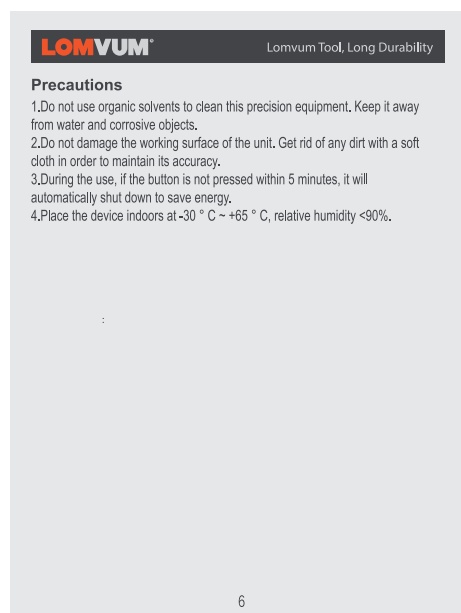 LOMVUM®
Lomvum Tool, Long Durability
Precautions
1.Do not use organic solvents to clean this precision equipment. Keep it away
from water and corrosive objects.
2.Do not damage the working surface of the unit. Get rid of any dirt with a soft
cloth in order to maintain its accuracy.
3.During the use, if the button is not pressed within 5 minutes, it will
automatically shut down to save energy.
4.Place the device indoors at -30 ° C ~ +65 ° C, relative humidity <90%.
:
6